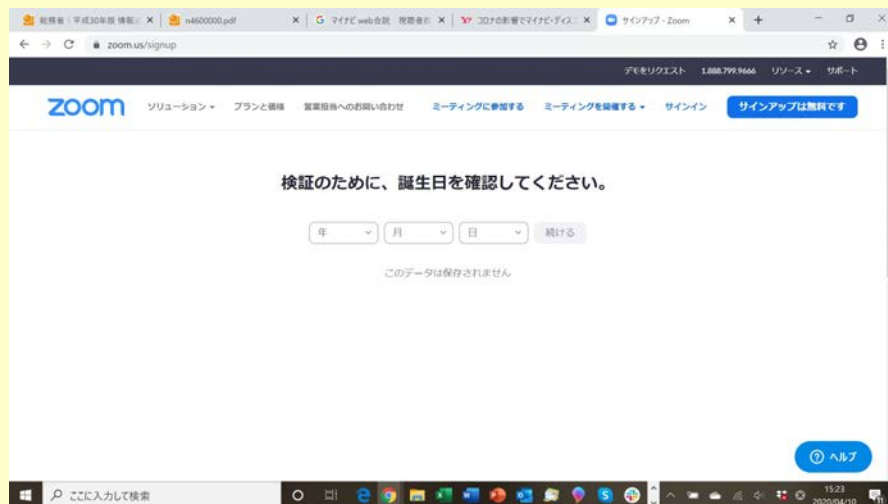 総務省｜平成30年版 情報
n4600000.pdf
マイナビ web合説 視聴者
コロナの影響でマイナビ・ディス
サインアップ - Zoom
zoom.us/signup
デモをリクエスト 1.888.799.9666 リソース サポート
zoom ソリューション プランと価格 営業担当へのお問い合わせ ミーティングに参加する ミーティングを開催する サインイン サインアップは無料です
検証のために、誕生日を確認してください。
年 月 日 続ける
このデータは保存されません
ヘルプ
ここに入力して検索
15:23
2020/04/10